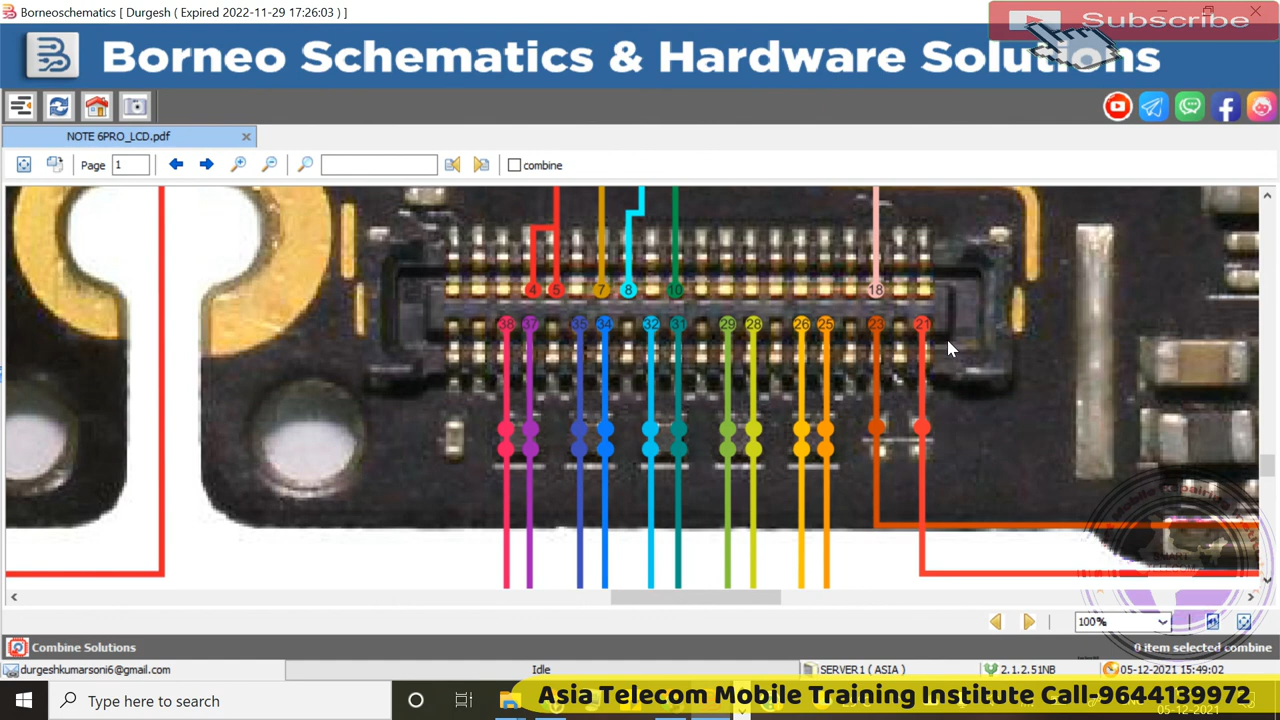 Borneoschematics [ Durgesh ( Expired 2022-11-29 17:26:03 ) ]
Subscribe
Borneo Schematics & Hardware Solutions
NOTE 6PRO_LCD.pdf
Page 1
combine
4 5 7 8 10 18
38 37 35 34 32 31 29 28 26 25 23 21
100%
Combine Solutions
0 item selected combine
durgeshkumarsoni6@gmail.com
Idle
SERVER1 ( ASIA )
2.1.2.51NB
05-12-2021 15:49:02
Type here to search
Asia Telecom Mobile Training Institute Call-9644139972
05-12-2021